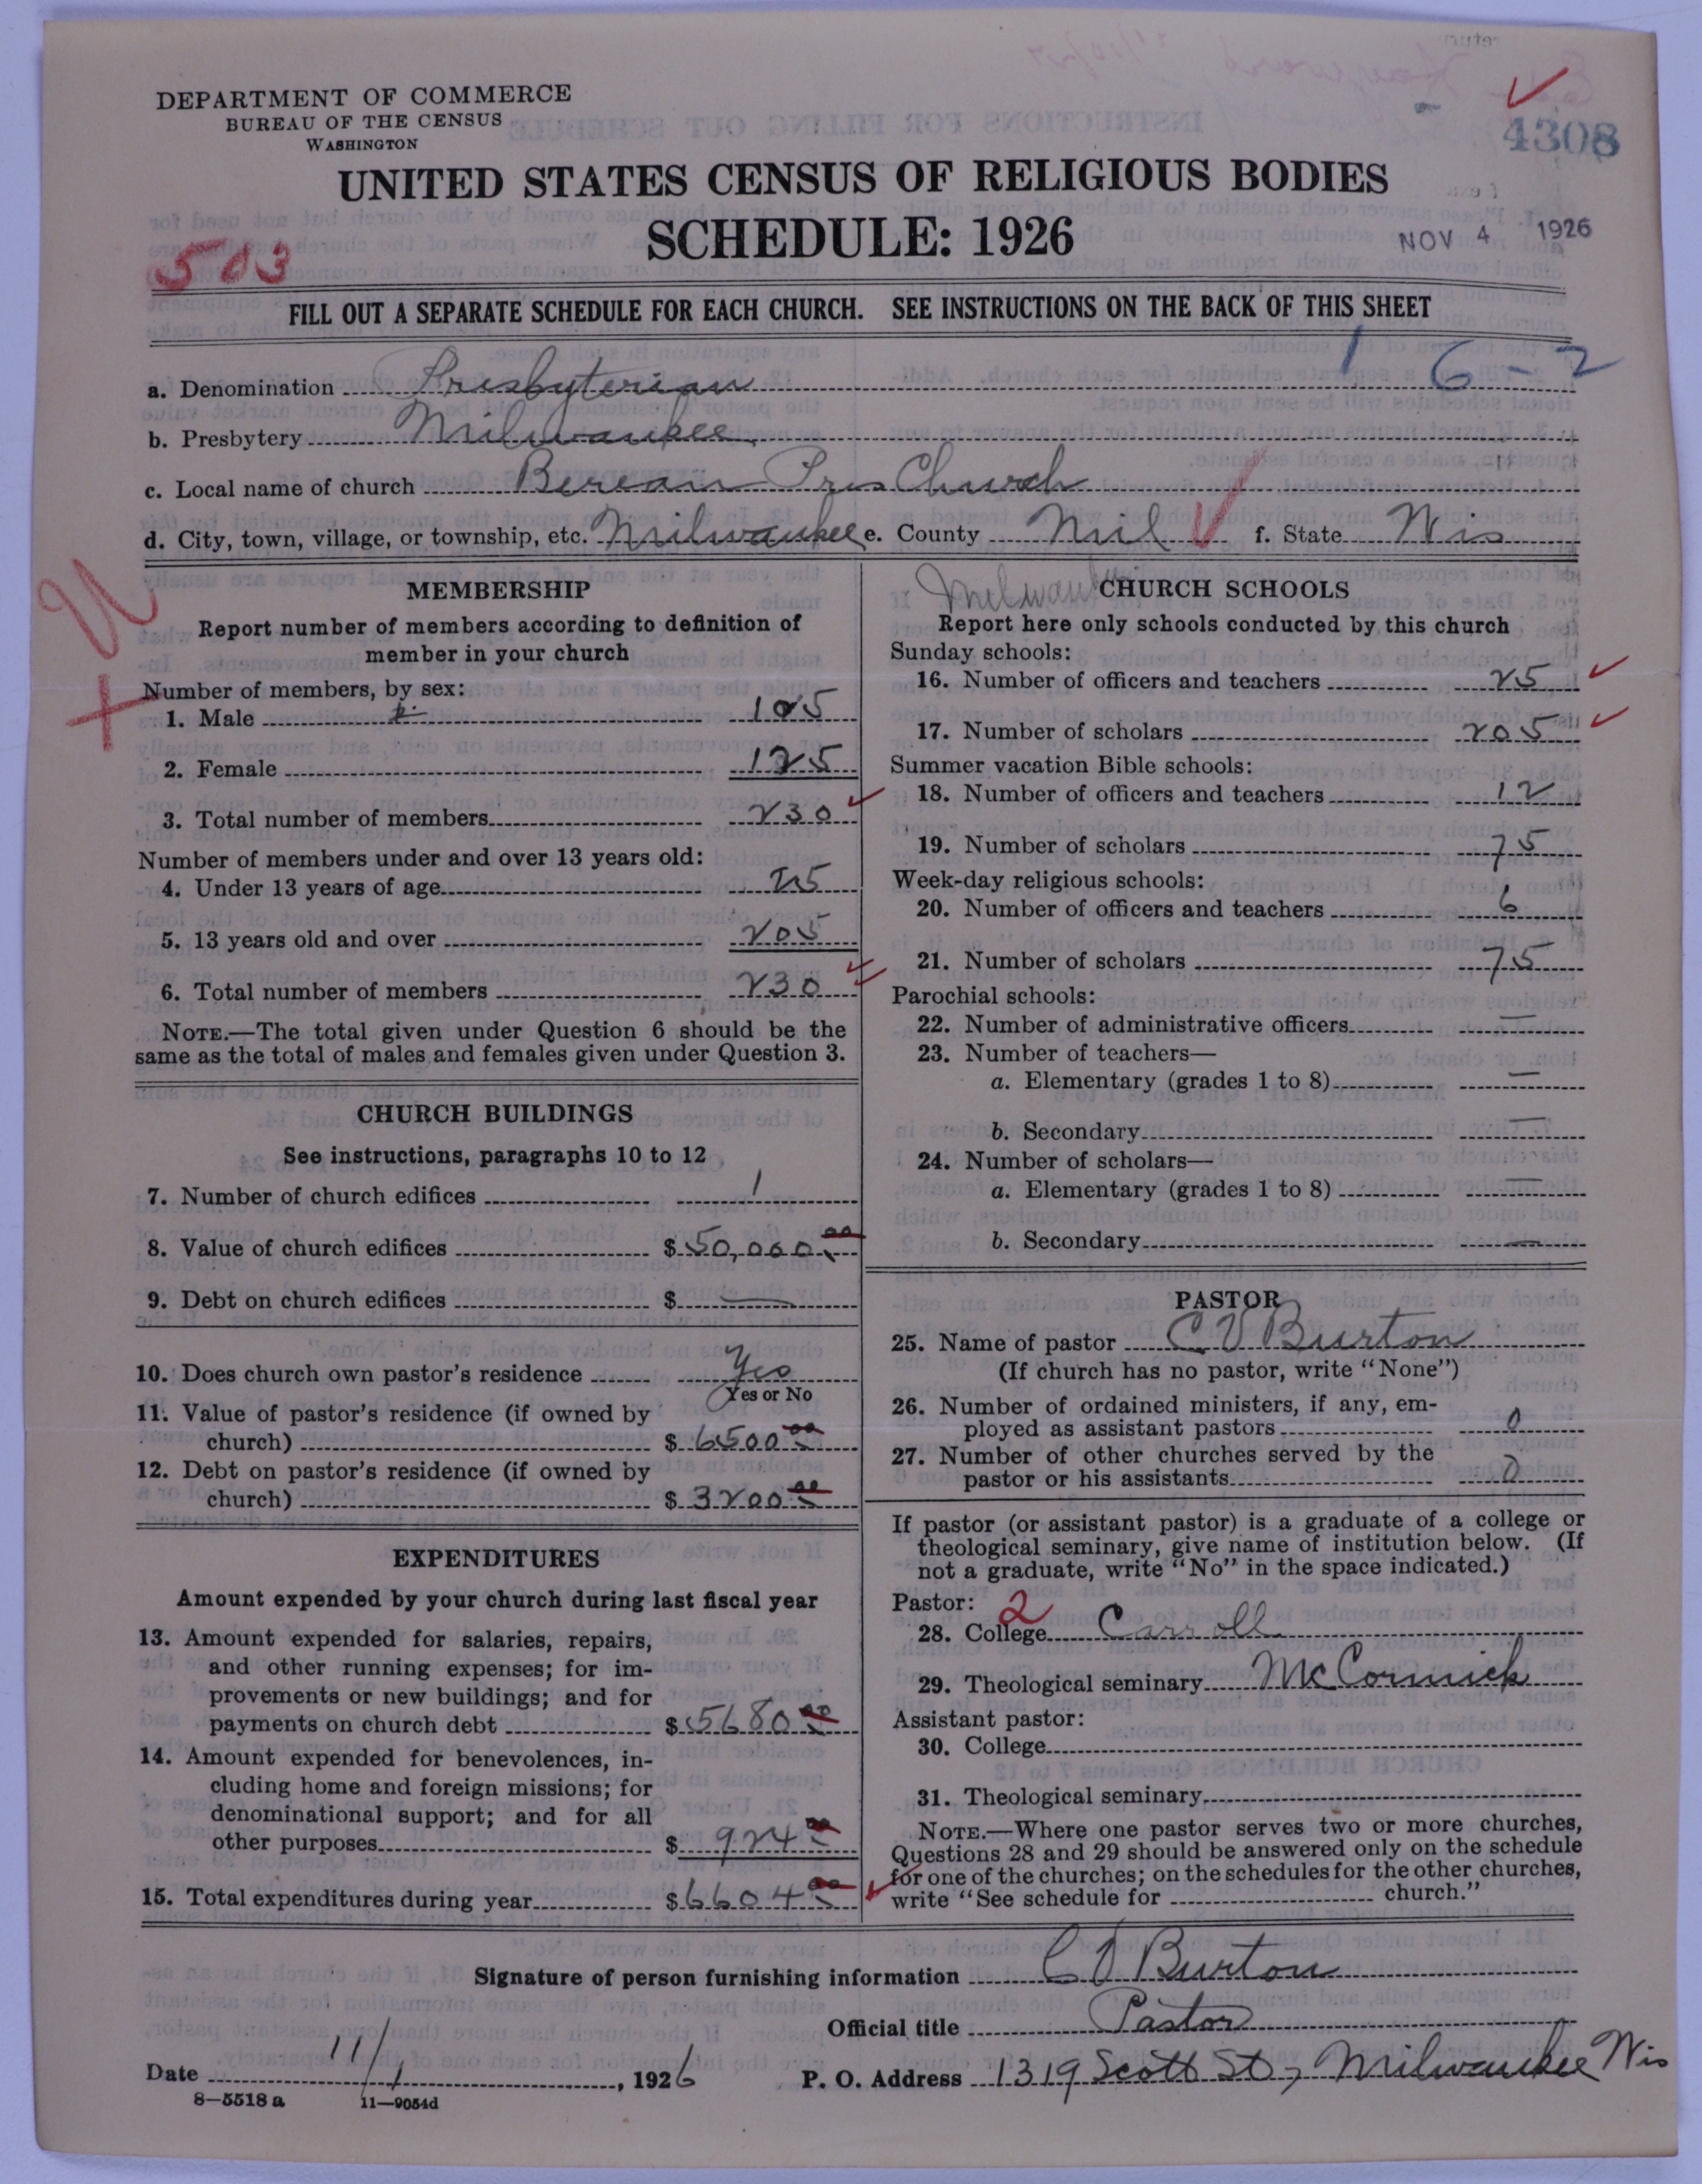 DEPARTMENT OF COMMERCE
BUREAU OF THE CENSUS
WASHINGTON
4308
UNITED STATES CENSUS OF RELIGIOUS BODIES
SCHEDULE: 1926
NOV 4 1926
503
FILL OUT A SEPARATE SCHEDULE FOR EACH CHURCH. SEE INSTRUCTIONS ON THE BACK OF THIS SHEET
1 6-2
a. Denomination Presbyterian
b. Presbytery Milwaukee
c. Local name of church Berean Pres Church
d. City, town, village, or township, etc. Milwaukee e. County Mil f. State Wis
MEMBERSHIP
Report number of members according to definition of
member in your church
Number of members, by sex:
1. Male 105
2. Female 125
3. Total number of members 230
Number of members under and over 13 years old:
4. Under 13 years of age 25
5. 13 years old and over 205
6. Total number of members 230
NOTE.—The total given under Question 6 should be the
same as the total of males and females given under Question 3.
CHURCH BUILDINGS
See instructions, paragraphs 10 to 12
7. Number of church edifices 1
8. Value of church edifices $ 50,000.00
9. Debt on church edifices $ —
10. Does church own pastor's residence Yes
Yes or No
11. Value of pastor's residence (if owned by
church) $ 6500.00
12. Debt on pastor's residence (if owned by
church) $ 3200.00
EXPENDITURES
Amount expended by your church during last fiscal year
13. Amount expended for salaries, repairs,
and other running expenses; for im-
provements or new buildings; and for
payments on church debt $ 5680.00
14. Amount expended for benevolences, in-
cluding home and foreign missions; for
denominational support; and for all
other purposes $ 924.00
15. Total expenditures during year $ 6604.00
Milwaukee
CHURCH SCHOOLS
Report here only schools conducted by this church
Sunday schools:
16. Number of officers and teachers 25
17. Number of scholars 205
Summer vacation Bible schools:
18. Number of officers and teachers 12
19. Number of scholars 75
Week-day religious schools:
20. Number of officers and teachers 6
21. Number of scholars 75
Parochial schools:
22. Number of administrative officers —
23. Number of teachers—
a. Elementary (grades 1 to 8) —
b. Secondary —
24. Number of scholars—
a. Elementary (grades 1 to 8) —
b. Secondary —
PASTOR
25. Name of pastor C V Burton
(If church has no pastor, write "None")
26. Number of ordained ministers, if any, em-
ployed as assistant pastors 0
27. Number of other churches served by the
pastor or his assistants 0
If pastor (or assistant pastor) is a graduate of a college or
theological seminary, give name of institution below. (If
not a graduate, write "No" in the space indicated.)
Pastor: 2
28. College Carroll
29. Theological seminary McCormick
Assistant pastor:
30. College
31. Theological seminary
NOTE.—Where one pastor serves two or more churches,
Questions 28 and 29 should be answered only on the schedule
for one of the churches; on the schedules for the other churches,
write "See schedule for church."
Signature of person furnishing information C V Burton
Official title Pastor
Date 11/1, 1926 P. O. Address 1319 Scott St, Milwaukee Wis
8—5518 a 11—9054d